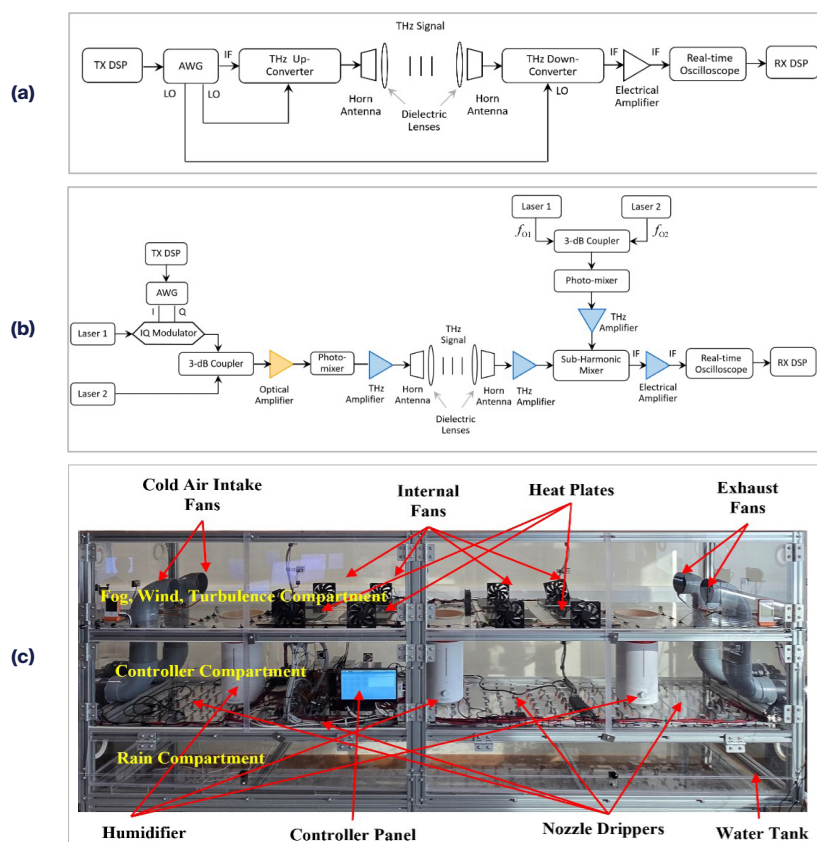 (a)
THz Signal
TX DSP
AWG
IF
THz Up-
Converter
THz Down-
Converter
IF
IF
Real-time
Oscilloscope
RX DSP
LO
LO
Horn
Antenna
Dielectric
Lenses
Horn
Antenna
LO
Electrical
Amplifier
(b)
Laser 1
Laser 2
fO1
fO2
3-dB Coupler
Photo-mixer
THz
Amplifier
TX DSP
AWG
I
Q
Laser 1
IQ Modulator
3-dB Coupler
Laser 2
Optical
Amplifier
Photo-
mixer
THz
Amplifier
Horn
Antenna
THz
Signal
Dielectric
Lenses
Horn
Antenna
THz
Amplifier
Sub-Harmonic
Mixer
IF
IF
Electrical
Amplifier
Real-time
Oscilloscope
RX DSP
(c)
Cold Air Intake
Fans
Internal
Fans
Heat Plates
Exhaust
Fans
Fog, Wind, Turbulence Compartment
Controller Compartment
Rain Compartment
Humidifier
Controller Panel
Nozzle Drippers
Water Tank